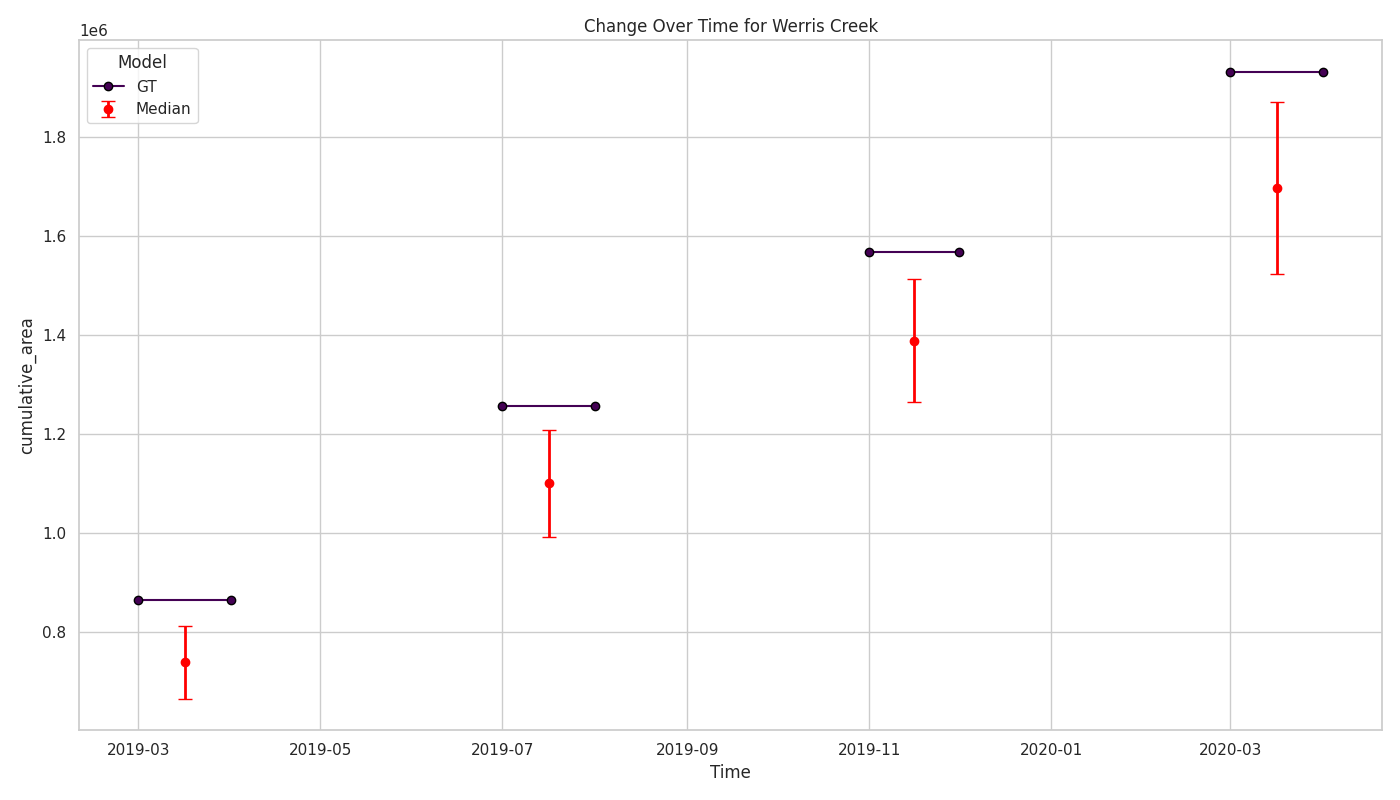 Change Over Time for Werris Creek
1e6
Model
GT
Median
1.8
1.6
1.4
1.2
1.0
0.8
cumulative_area
2019-03 2019-05 2019-07 2019-09 2019-11 2020-01 2020-03
Time